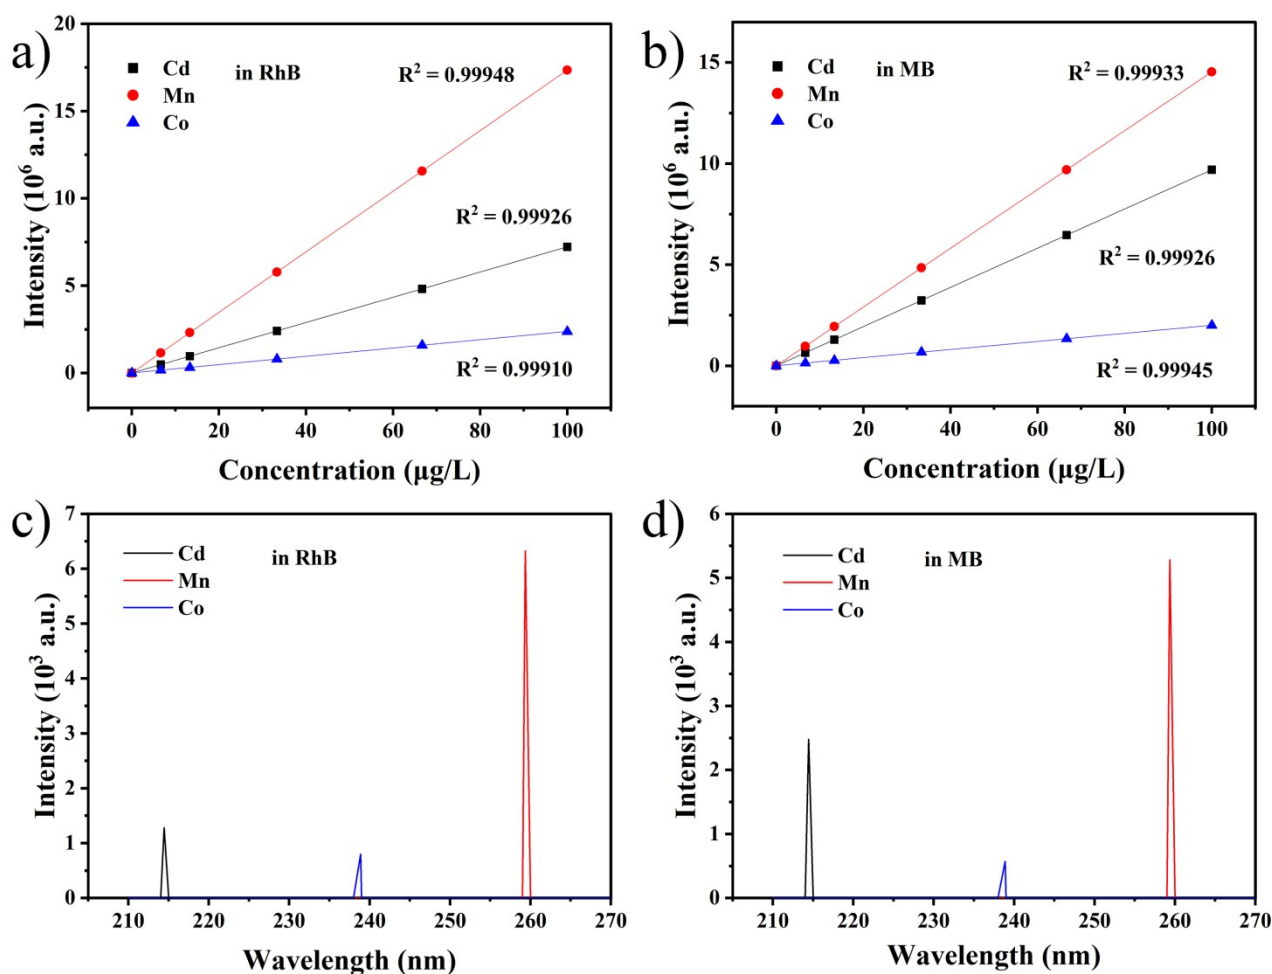 a)
Intensity (10⁶ a.u.)
20
15
10
5
0
Cd
Mn
Co
in RhB
R² = 0.99948
R² = 0.99926
R² = 0.99910
0 20 40 60 80 100
Concentration (µg/L)
b)
Intensity (10⁶ a.u.)
15
10
5
0
Cd
Mn
Co
in MB
R² = 0.99933
R² = 0.99926
R² = 0.99945
0 20 40 60 80 100
Concentration (µg/L)
c)
Intensity (10³ a.u.)
7
6
5
4
3
2
1
0
Cd
Mn
Co
in RhB
210 220 230 240 250 260 270
Wavelength (nm)
d)
Intensity (10³ a.u.)
6
5
4
3
2
1
0
Cd
Mn
Co
in MB
210 220 230 240 250 260 270
Wavelength (nm)